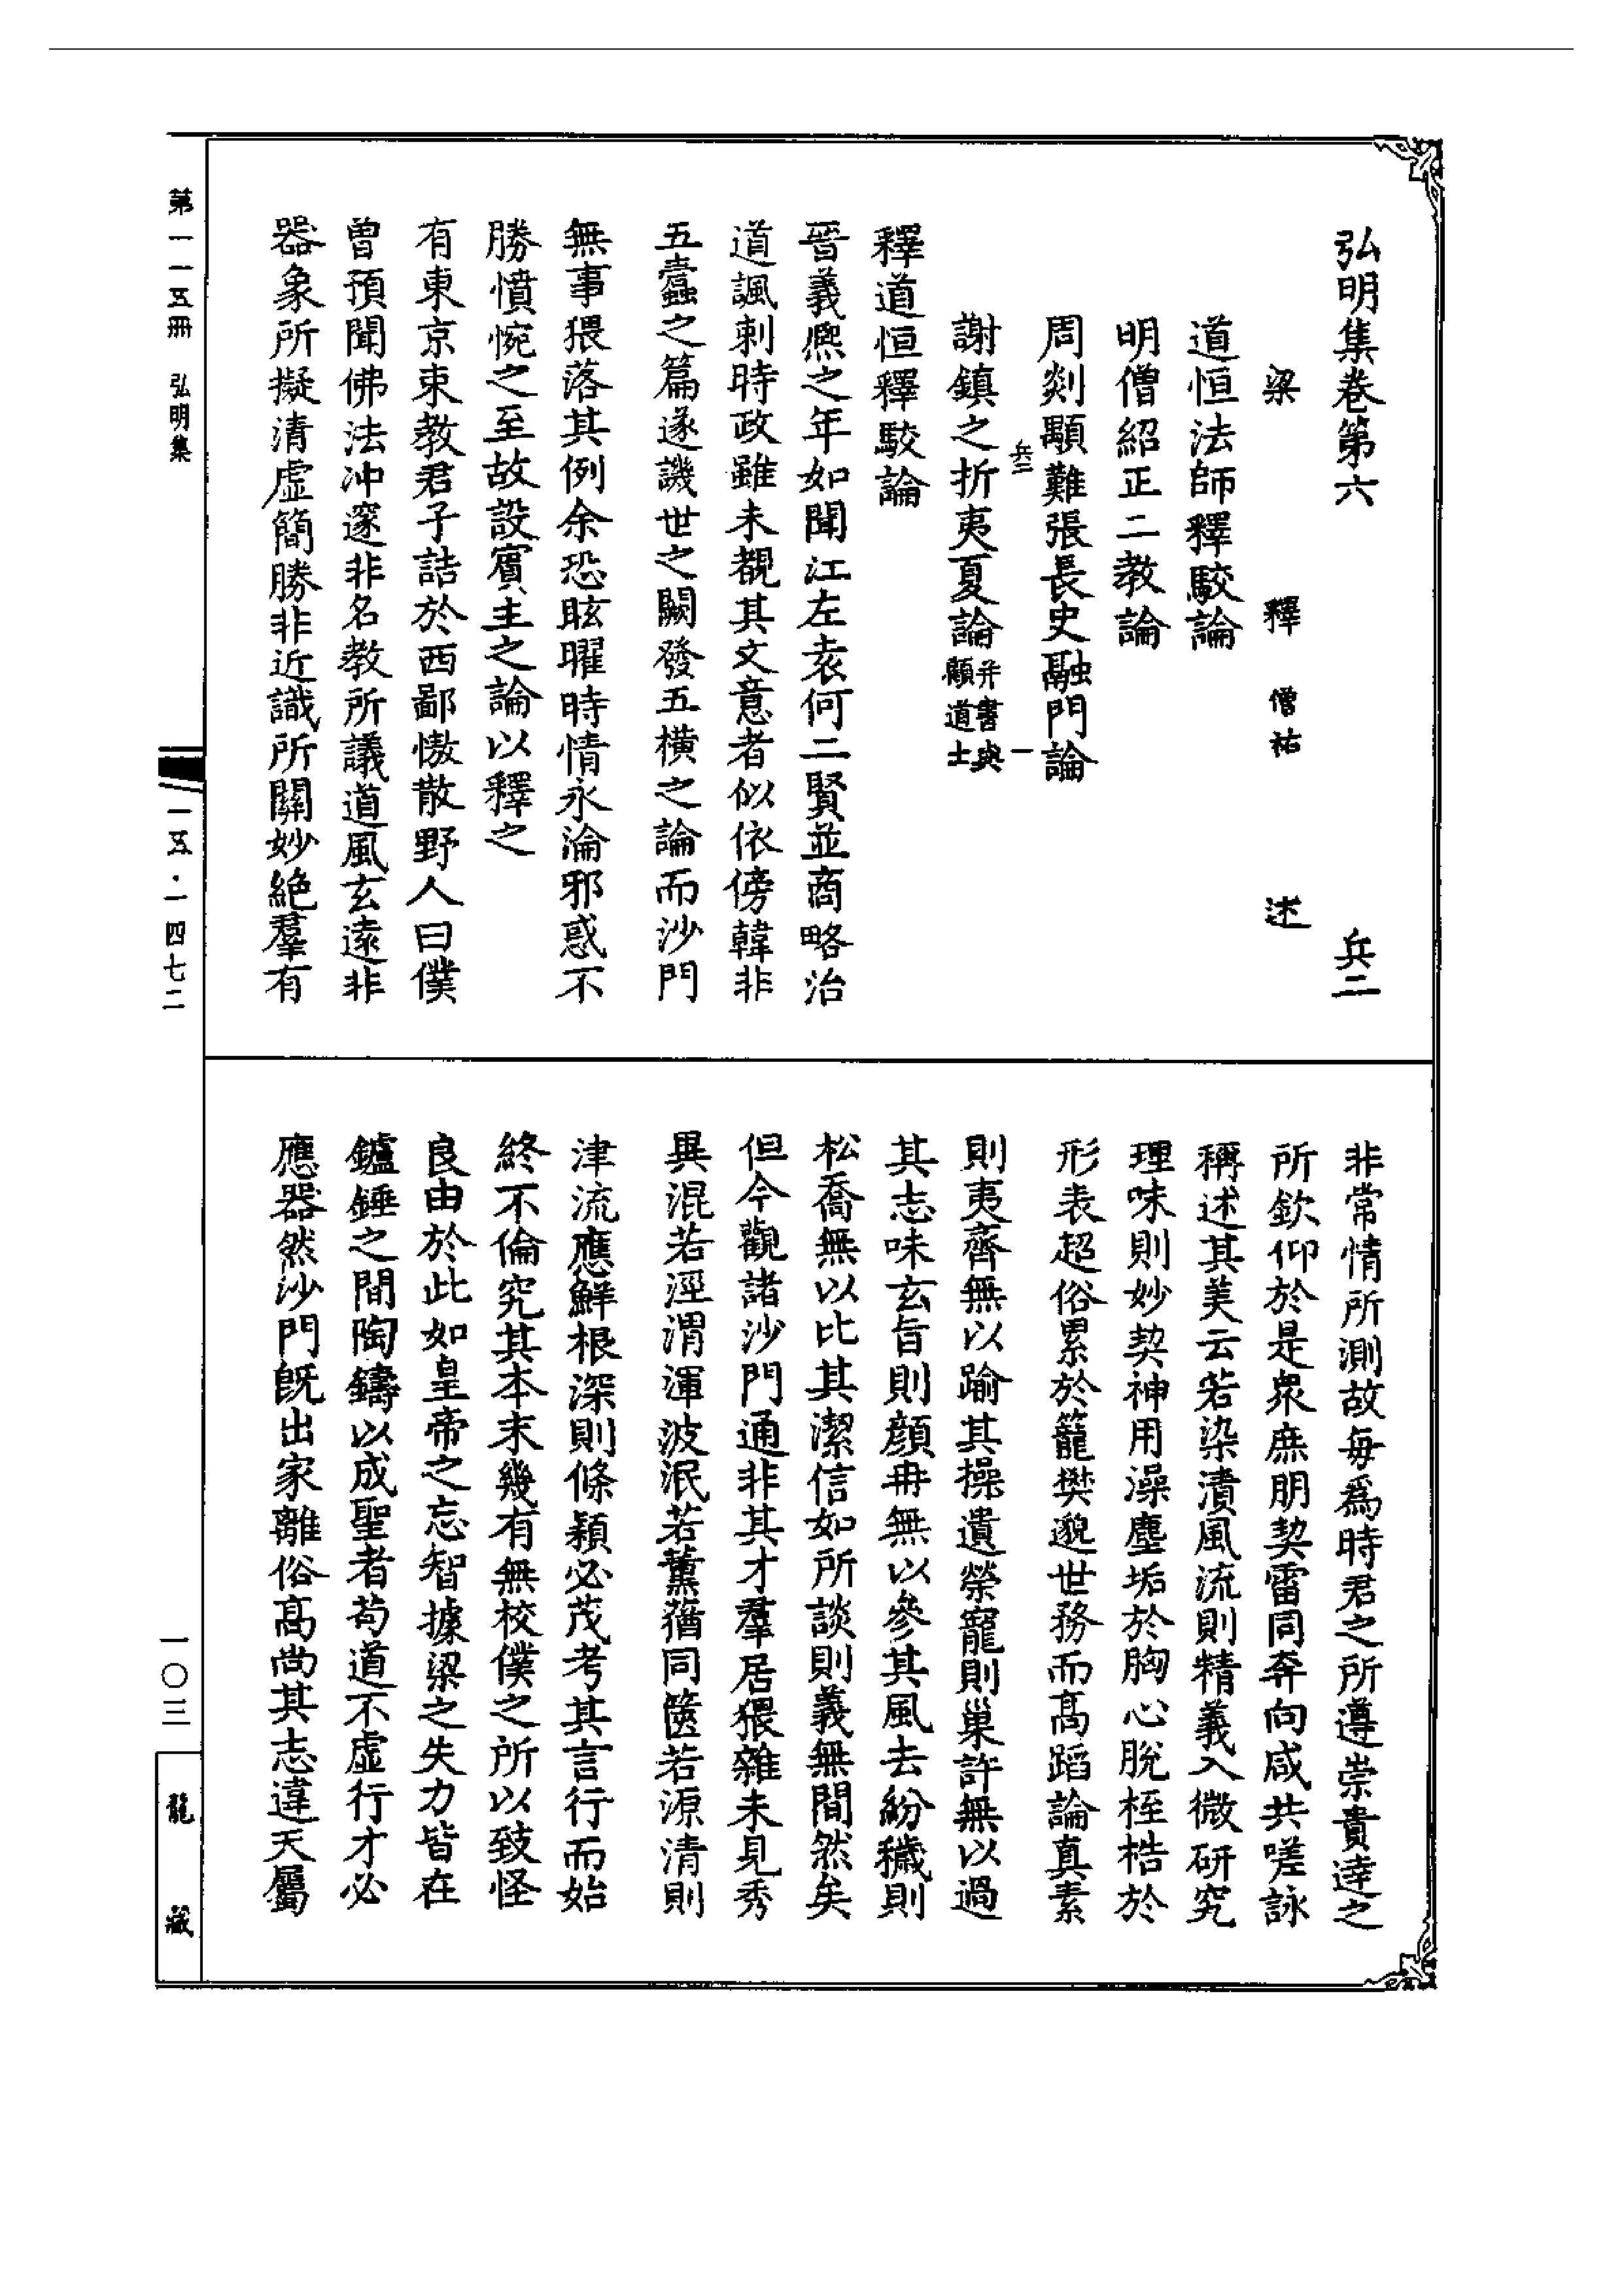 弘明集卷第六 兵二
梁 釋 僧祐 述
道恒法師釋駁論
明僧紹正二教論
周剡顒難張長史融門論
兵二 一
謝鎮之折夷夏論并書與顧道士
釋道恒釋駁論
晉義熙之年如聞江左袁何二賢並商略治
道諷刺時政雖未覩其文意者似依傍韓非
五蠹之篇遂譏世之闕發五橫之論而沙門
無事猥落其例余恐眩曜時情永淪邪惑不
勝憤惋之至故設賓主之論以釋之
有東京束教君子詰於西鄙傲散野人曰僕
曾預聞佛法沖邃非名教所議道風玄遠非
器象所擬清虛簡勝非近識所關妙絕羣有
非常情所測故每爲時君之所遵崇貴達之
所欽仰於是衆庶朋契雷同奔向咸共嗟詠
稱述其美云若染漬風流則精義入微研究
理味則妙契神用澡塵垢於胸心脫桎梏於
形表超俗累於籠樊邈世務而高蹈論真素
則夷齊無以踰其操遺榮寵則巢許無以過
其志味玄旨則顏冉無以參其風去紛穢則
松喬無以比其潔信如所談則義無間然矣
但今觀諸沙門通非其才羣居猥雜未見秀
異混若涇渭渾波泯若薰蕕同篋若源清則
津流應鮮根深則條穎必茂考其言行而始
終不倫究其本末幾有無校僕之所以致怪
良由於此如皇帝之忘智據梁之失力皆在
鑪錘之間陶鑄以成聖者苟道不虛行才必
應器然沙門既出家離俗高尚其志違天屬
第一一五冊 弘明集
一五·一四七二
一〇三
龍藏